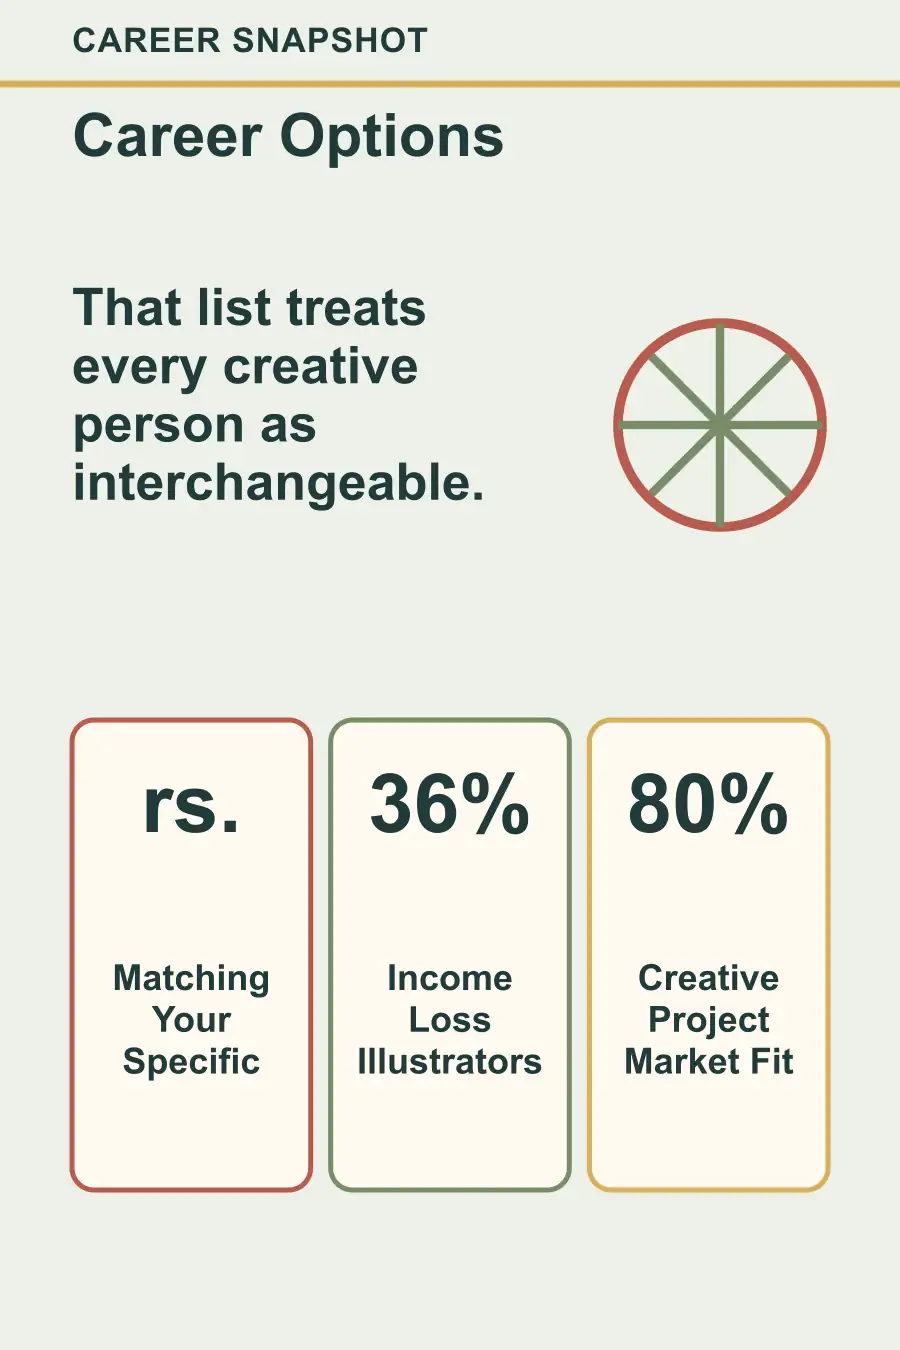 CAREER SNAPSHOT
Career Options
That list treats
every creative
person as
interchangeable.
rs.
Matching
Your
Specific
36%
Income
Loss
Illustrators
80%
Creative
Project
Market Fit